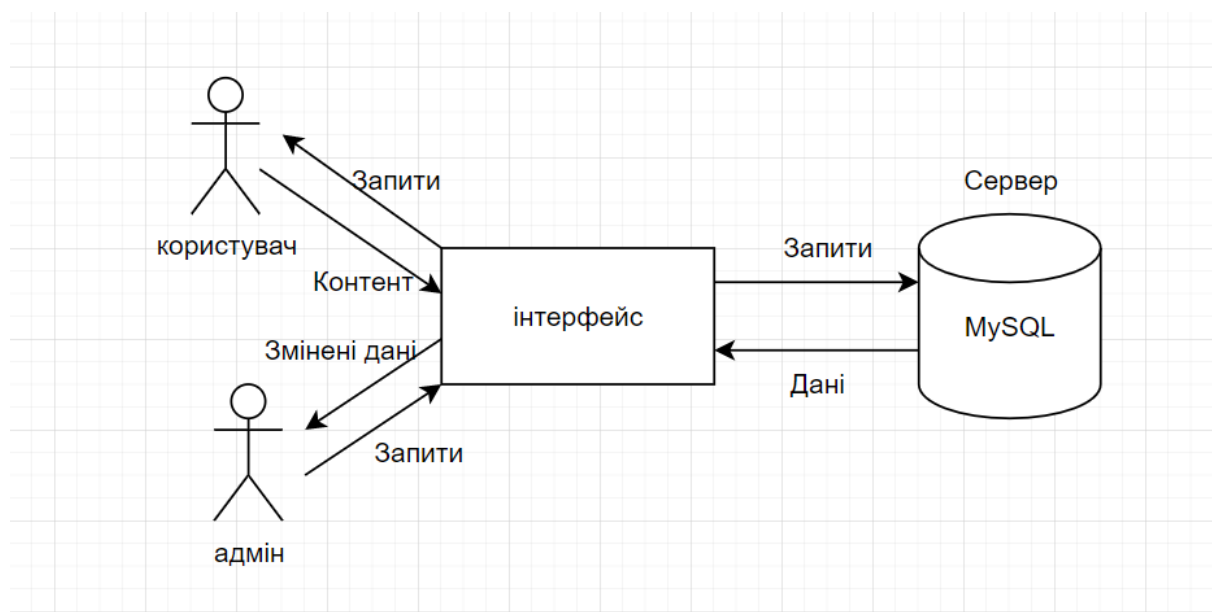 Запити
користувач
Контент
Змінені дані
Запити
адмін
інтерфейс
Запити
Дані
Сервер
MySQL